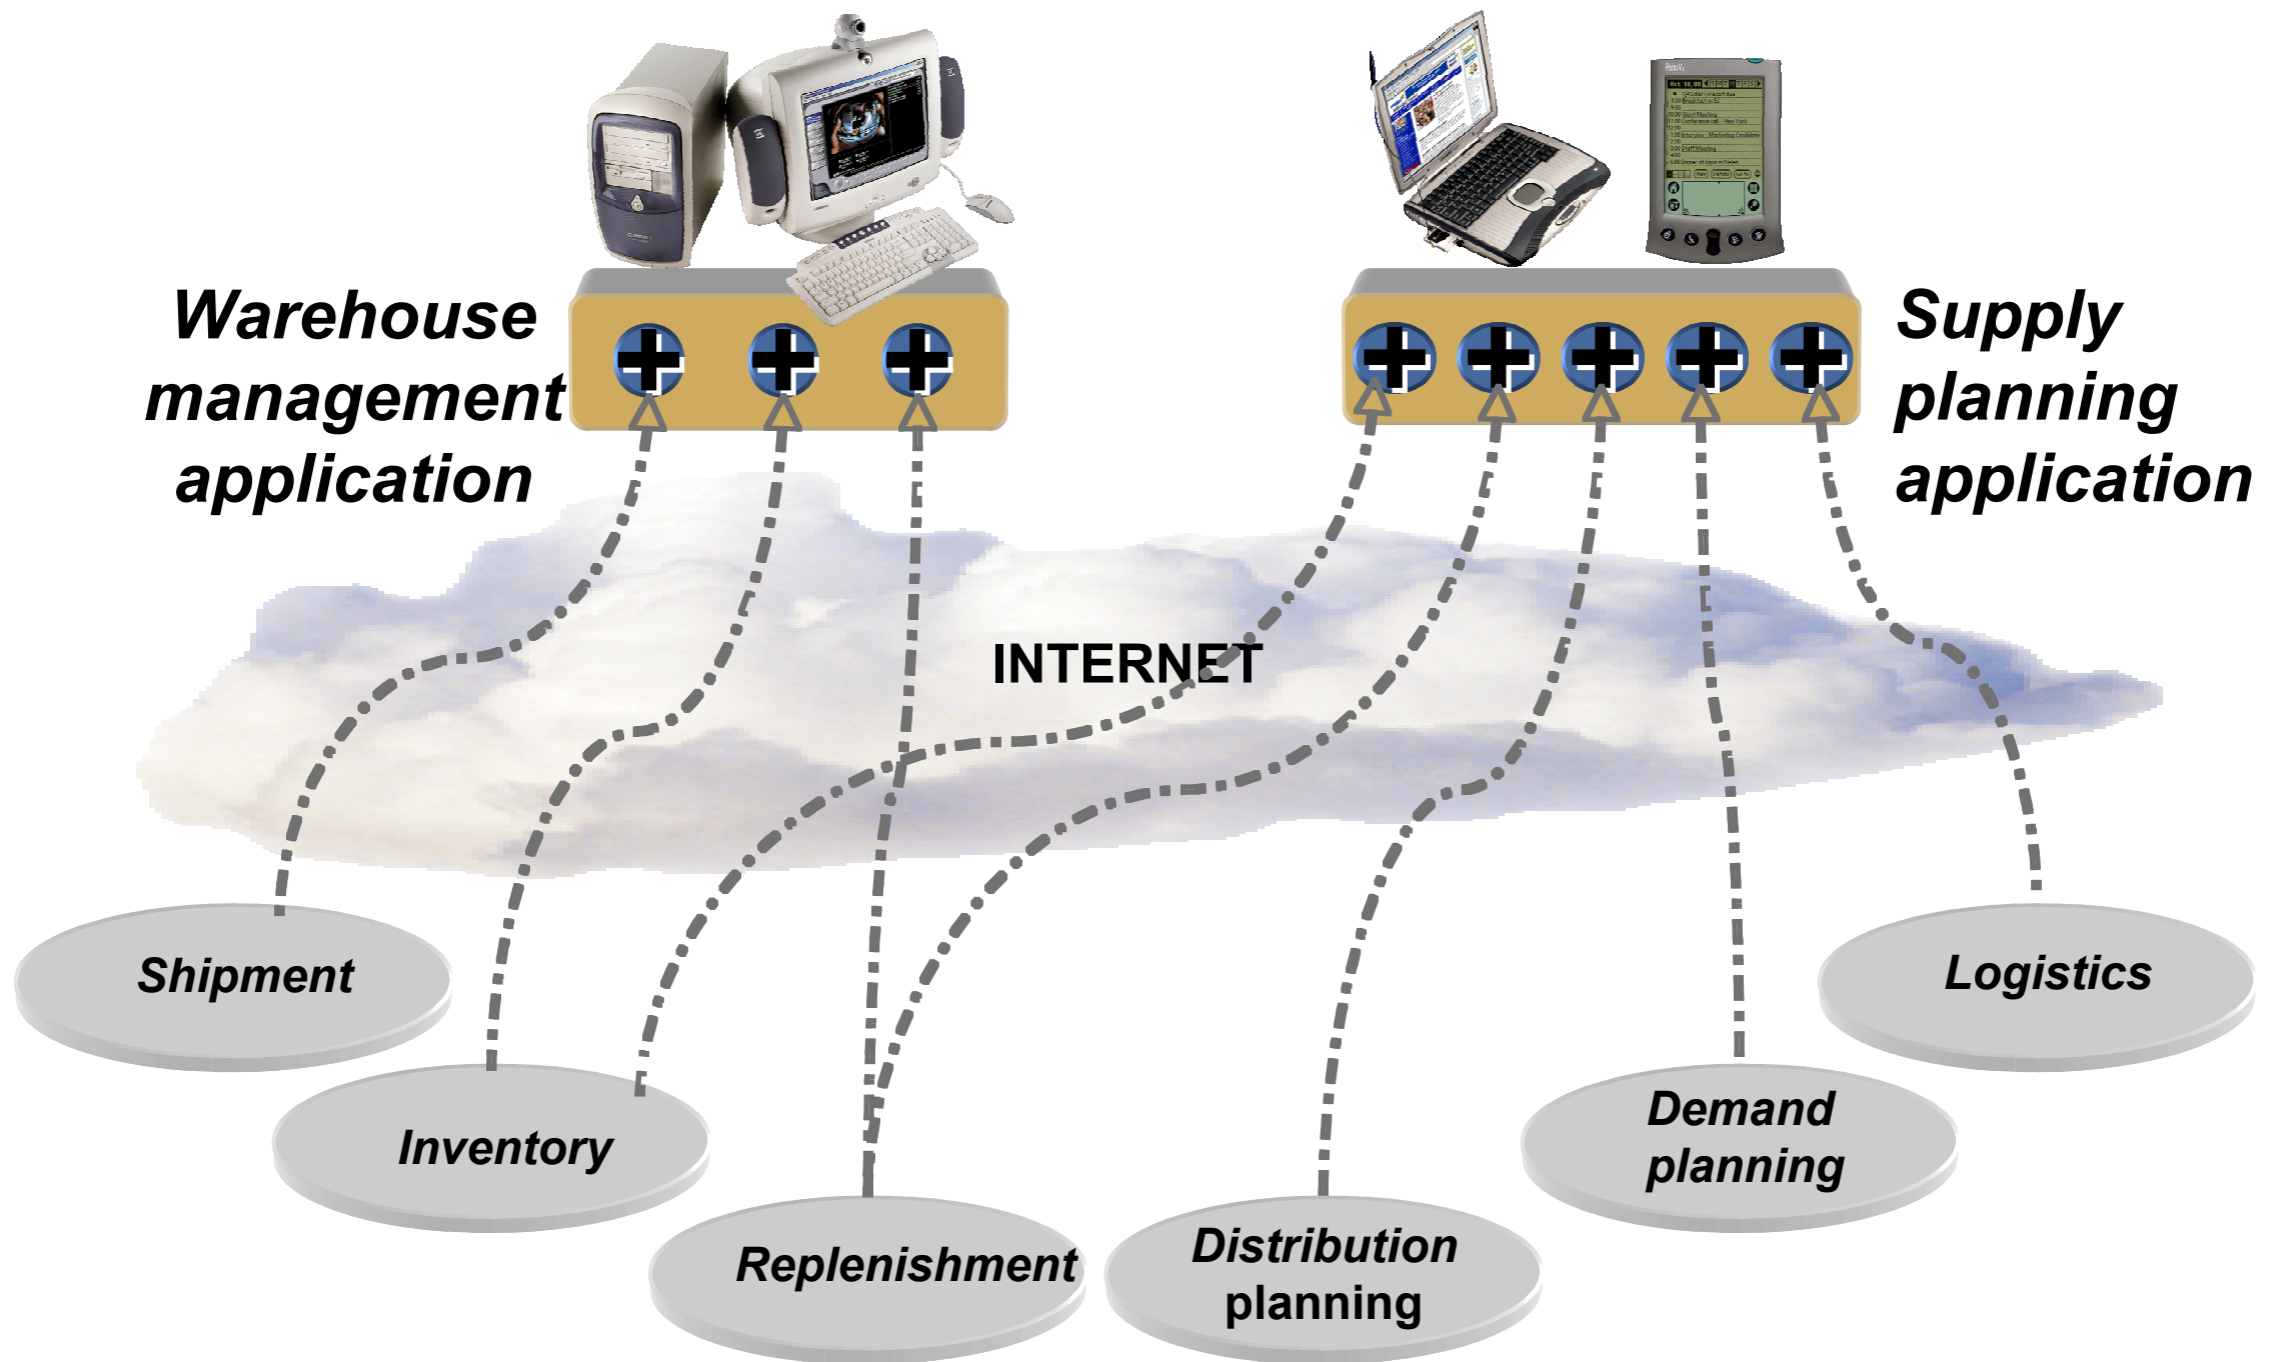 Warehouse
management
application
Supply
planning
application
INTERNET
Shipment
Inventory
Replenishment
Distribution
planning
Demand
planning
Logistics